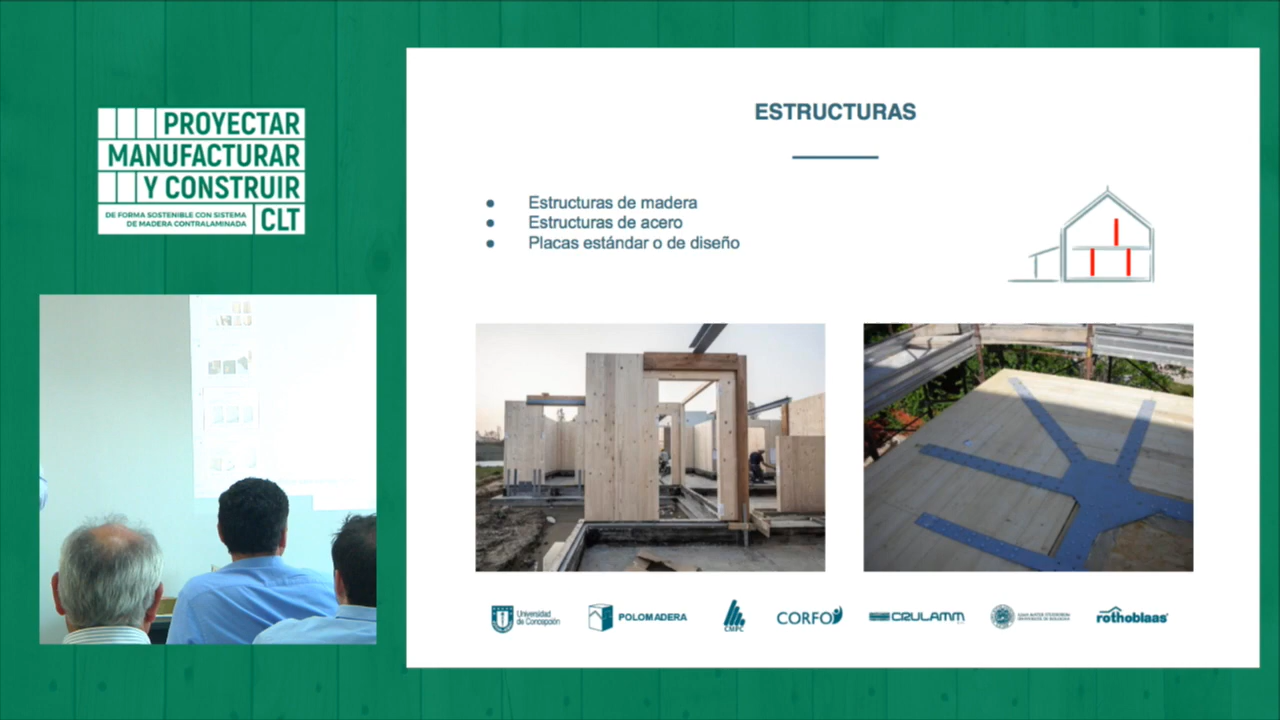 PROYECTAR
MANUFACTURAR
Y CONSTRUIR
DE FORMA SOSTENIBLE CON SISTEMA
DE MADERA CONTRALAMINADA
CLT
ESTRUCTURAS
● Estructuras de madera
● Estructuras de acero
● Placas estándar o de diseño
Universidad
de Concepción
POLOMADERA
CMPC
CORFO
CRULAMM
rothoblaas